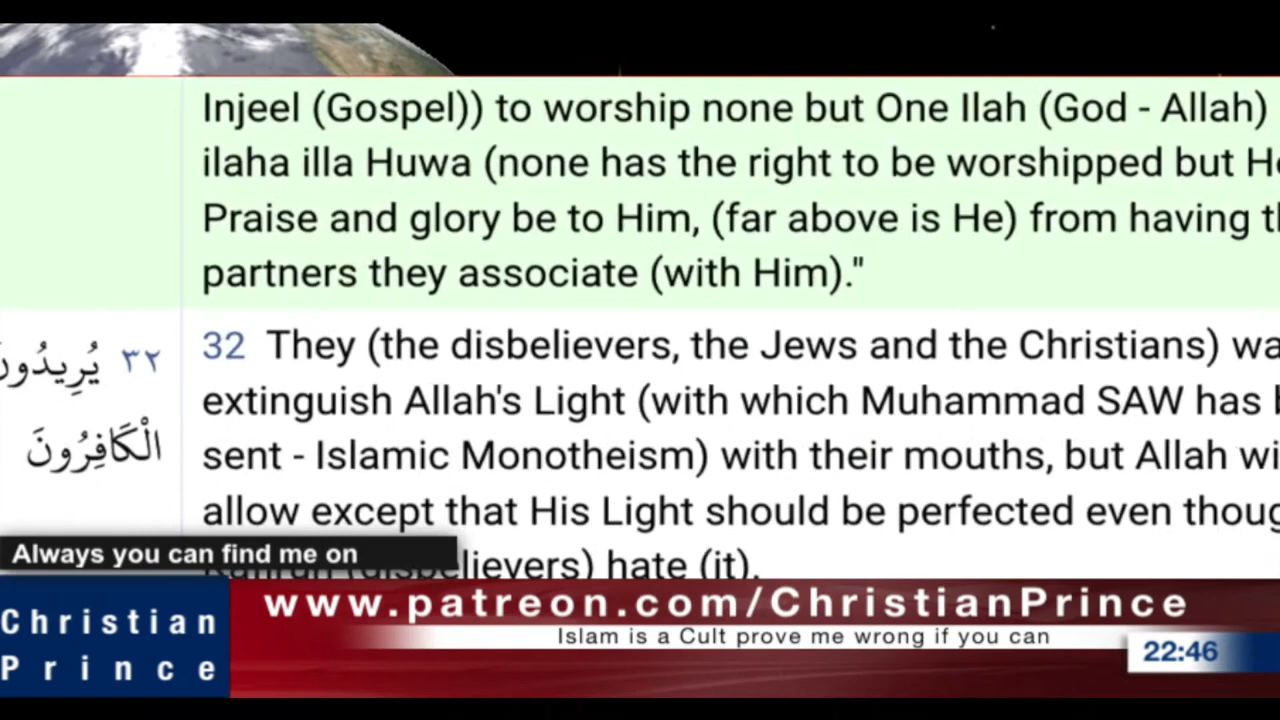 Injeel (Gospel)) to worship none but One Ilah (God - Allah)
ilaha illa Huwa (none has the right to be worshipped but
Praise and glory be to Him, (far above is He) from having
partners they associate (with Him)."
٣٢ يُرِيدُونَ
الْكَافِرُونَ
32 They (the disbelievers, the Jews and the Christians)
extinguish Allah's Light (with which Muhammad SAW has
sent - Islamic Monotheism) with their mouths, but Allah
allow except that His Light should be perfected even
hate (it).
Always you can find me on
Christian
Prince
www.patreon.com/ChristianPrince
Islam is a Cult prove me wrong if you can
22:46